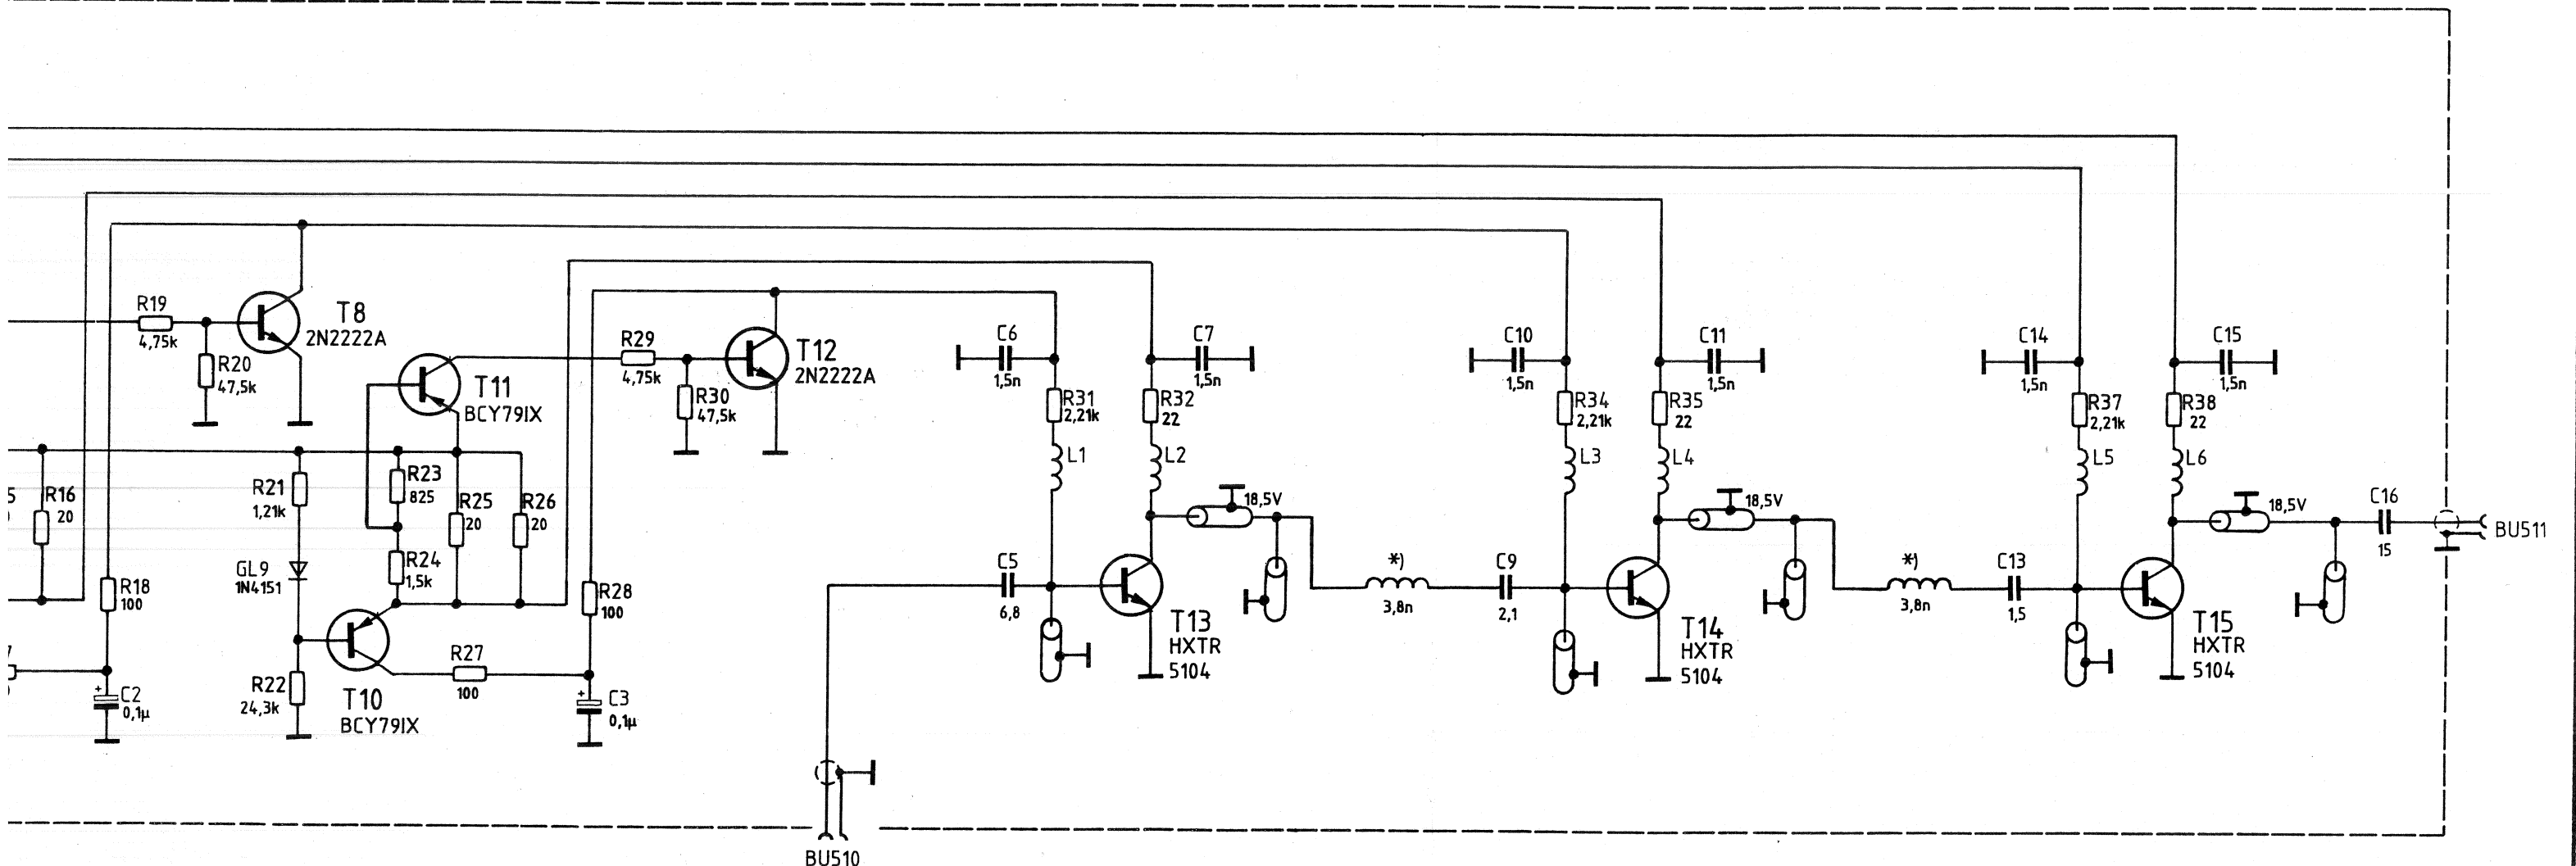 R19
4,75k
R20
47,5k
T8
2N2222A
T11
BCY79IX
R29
4,75k
R30
47,5k
T12
2N2222A
C6
1,5n
C7
1,5n
R31
2,21k
R32
22
L1
L2
C10
1,5n
C11
1,5n
R34
2,21k
R35
22
L3
L4
C14
1,5n
C15
1,5n
R37
2,21k
R38
22
L5
L6
5
R16
20
R21
1,21k
R23
825
R25
20
R26
20
R24
1,5k
GL9
1N4151
R18
100
R28
100
R22
24,3k
T10
BCY79IX
R27
100
+
C2
0,1µ
+
C3
0,1µ
18,5V
18,5V
18,5V
C5
6,8
T13
HXTR
5104
*)
3,8n
C9
2,1
T14
HXTR
5104
*)
3,8n
C13
1,5
T15
HXTR
5104
C16
15
BU511
BU510